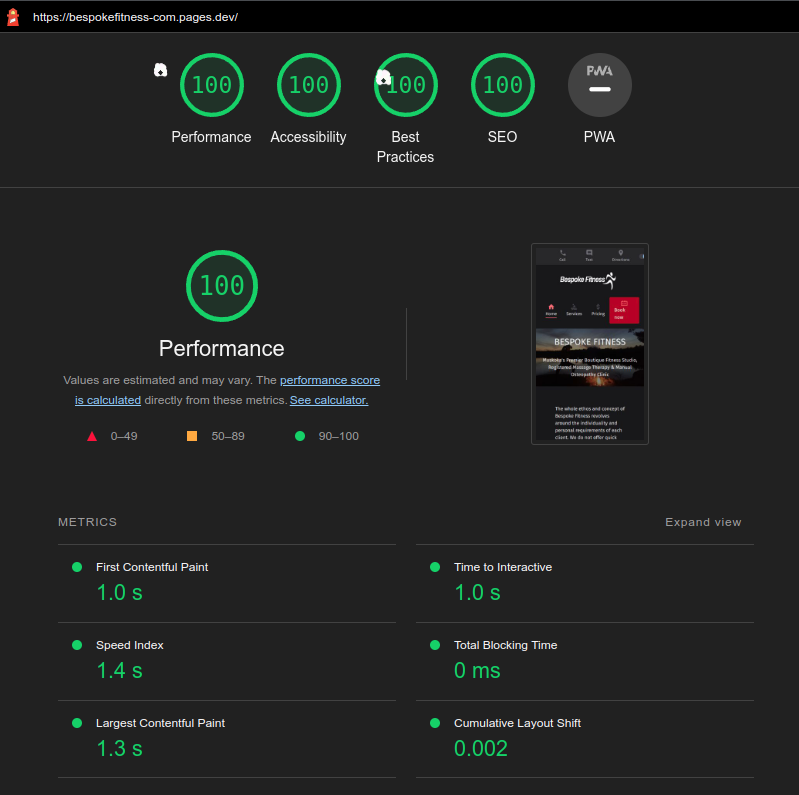 https://bespokefitness-com.pages.dev/
100 100 100 100 PWA
Performance Accessibility Best Practices SEO PWA
100
Performance
Values are estimated and may vary. The performance score
is calculated directly from these metrics. See calculator.
0–49 50–89 90–100
Call Text Directions
Bespoke Fitness
Home Services Pricing Book now
BESPOKE FITNESS
Muskoka's Premier Boutique Fitness Studio,
Registered Massage Therapy & Manual
Osteopathy Clinic
The whole ethos and concept of
Bespoke Fitness revolves
around the individuality and
personal requirements of each
client. We do not offer quick
METRICS Expand view
First Contentful Paint Time to Interactive
1.0 s 1.0 s
Speed Index Total Blocking Time
1.4 s 0 ms
Largest Contentful Paint Cumulative Layout Shift
1.3 s 0.002